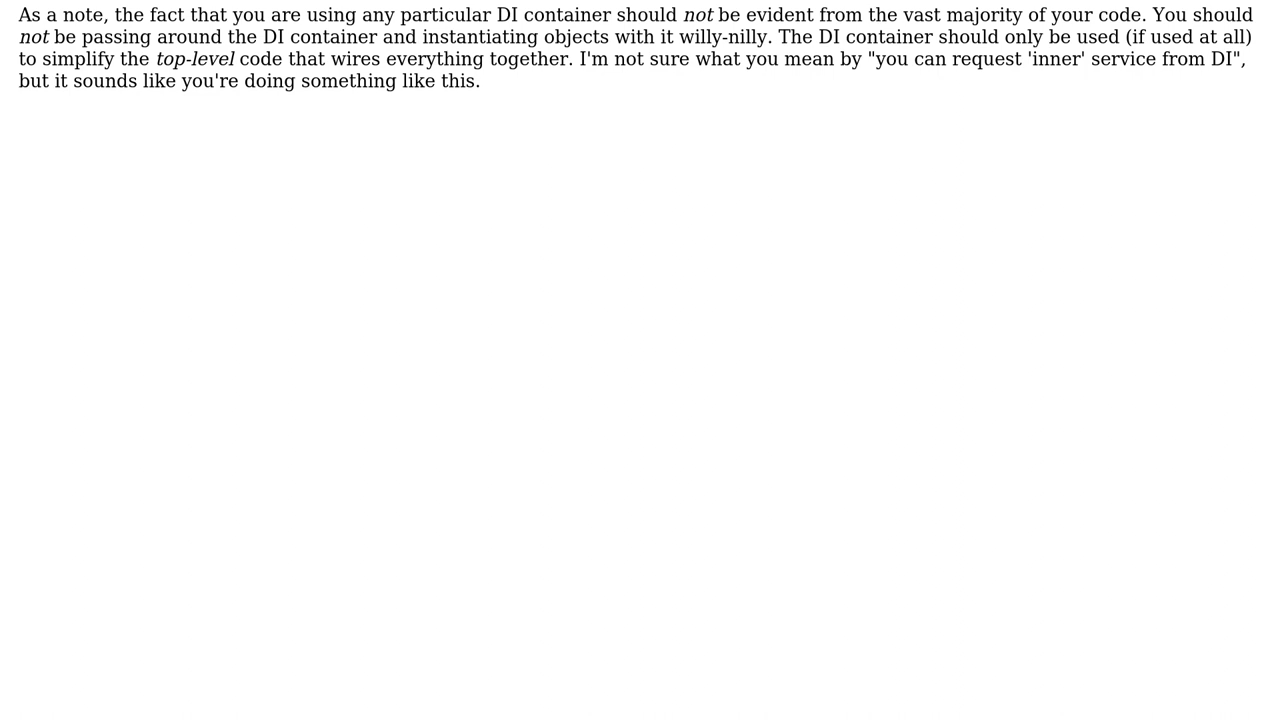 As a note, the fact that you are using any particular DI container should not be evident from the vast majority of your code. You should
not be passing around the DI container and instantiating objects with it willy-nilly. The DI container should only be used (if used at all)
to simplify the top-level code that wires everything together. I'm not sure what you mean by "you can request 'inner' service from DI",
but it sounds like you're doing something like this.